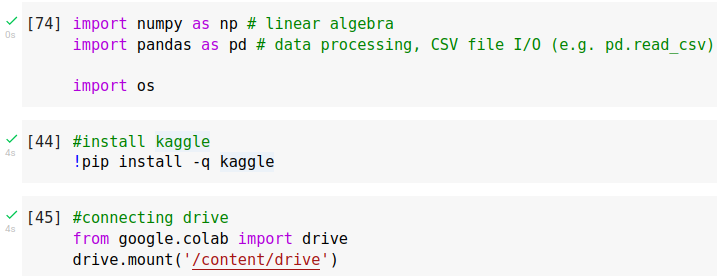 [74] import numpy as np # linear algebra
import pandas as pd # data processing, CSV file I/O (e.g. pd.read_csv)
0s
import os
[44] #install kaggle
4s
!pip install -q kaggle
[45] #connecting drive
4s
from google.colab import drive
drive.mount('/content/drive')